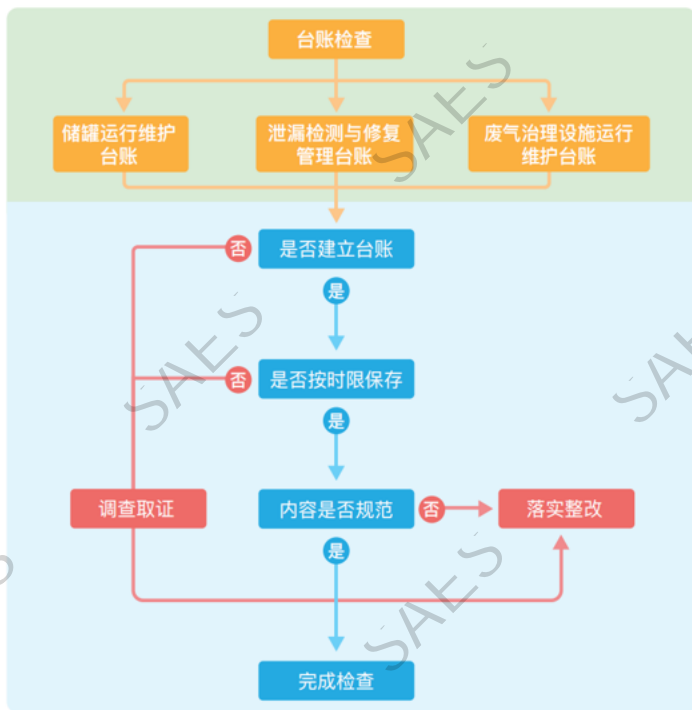 台账检查
储罐运行维护
台账
泄漏检测与修复
管理台账
废气治理设施运行
维护台账
否
是否建立台账
是
否
是否按时限保存
是
调查取证
内容是否规范
否
落实整改
是
完成检查
SAES
SAES
SAES
SAES